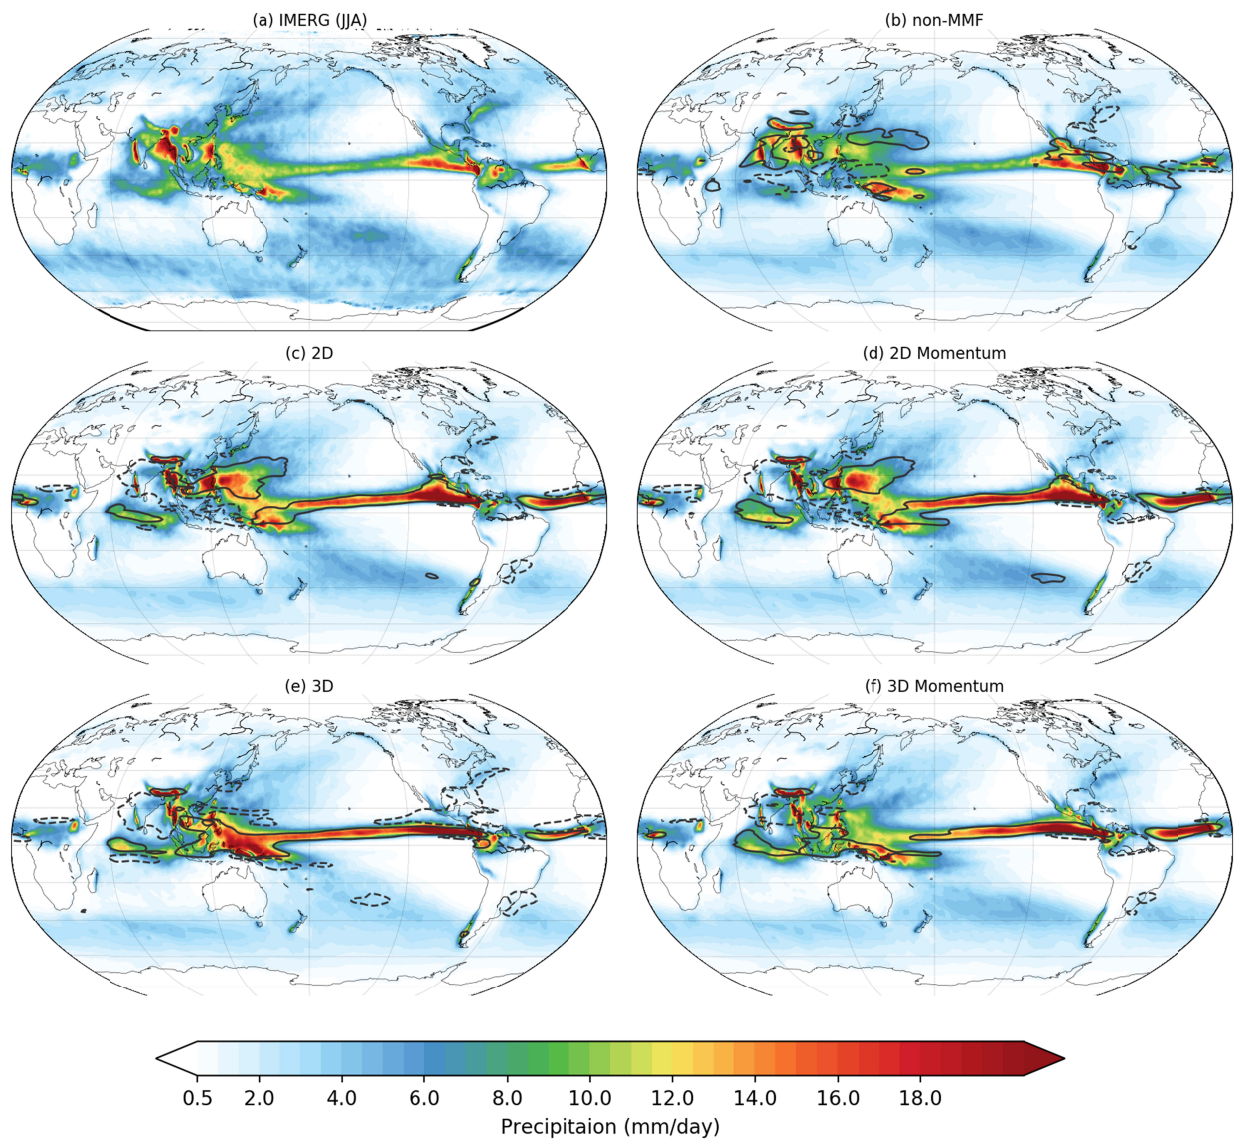 (a) IMERG (JJA)
(b) non-MMF
(c) 2D
(d) 2D Momentum
(e) 3D
(f) 3D Momentum
0.5 2.0 4.0 6.0 8.0 10.0 12.0 14.0 16.0 18.0
Precipitaion (mm/day)